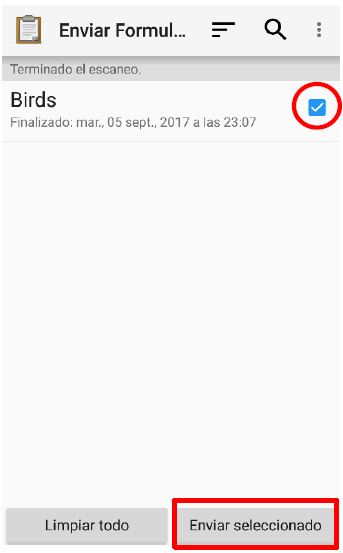 Enviar Formul...
Terminado el escaneo.
Birds
Finalizado: mar., 05 sept., 2017 a las 23:07
Limpiar todo
Enviar seleccionado